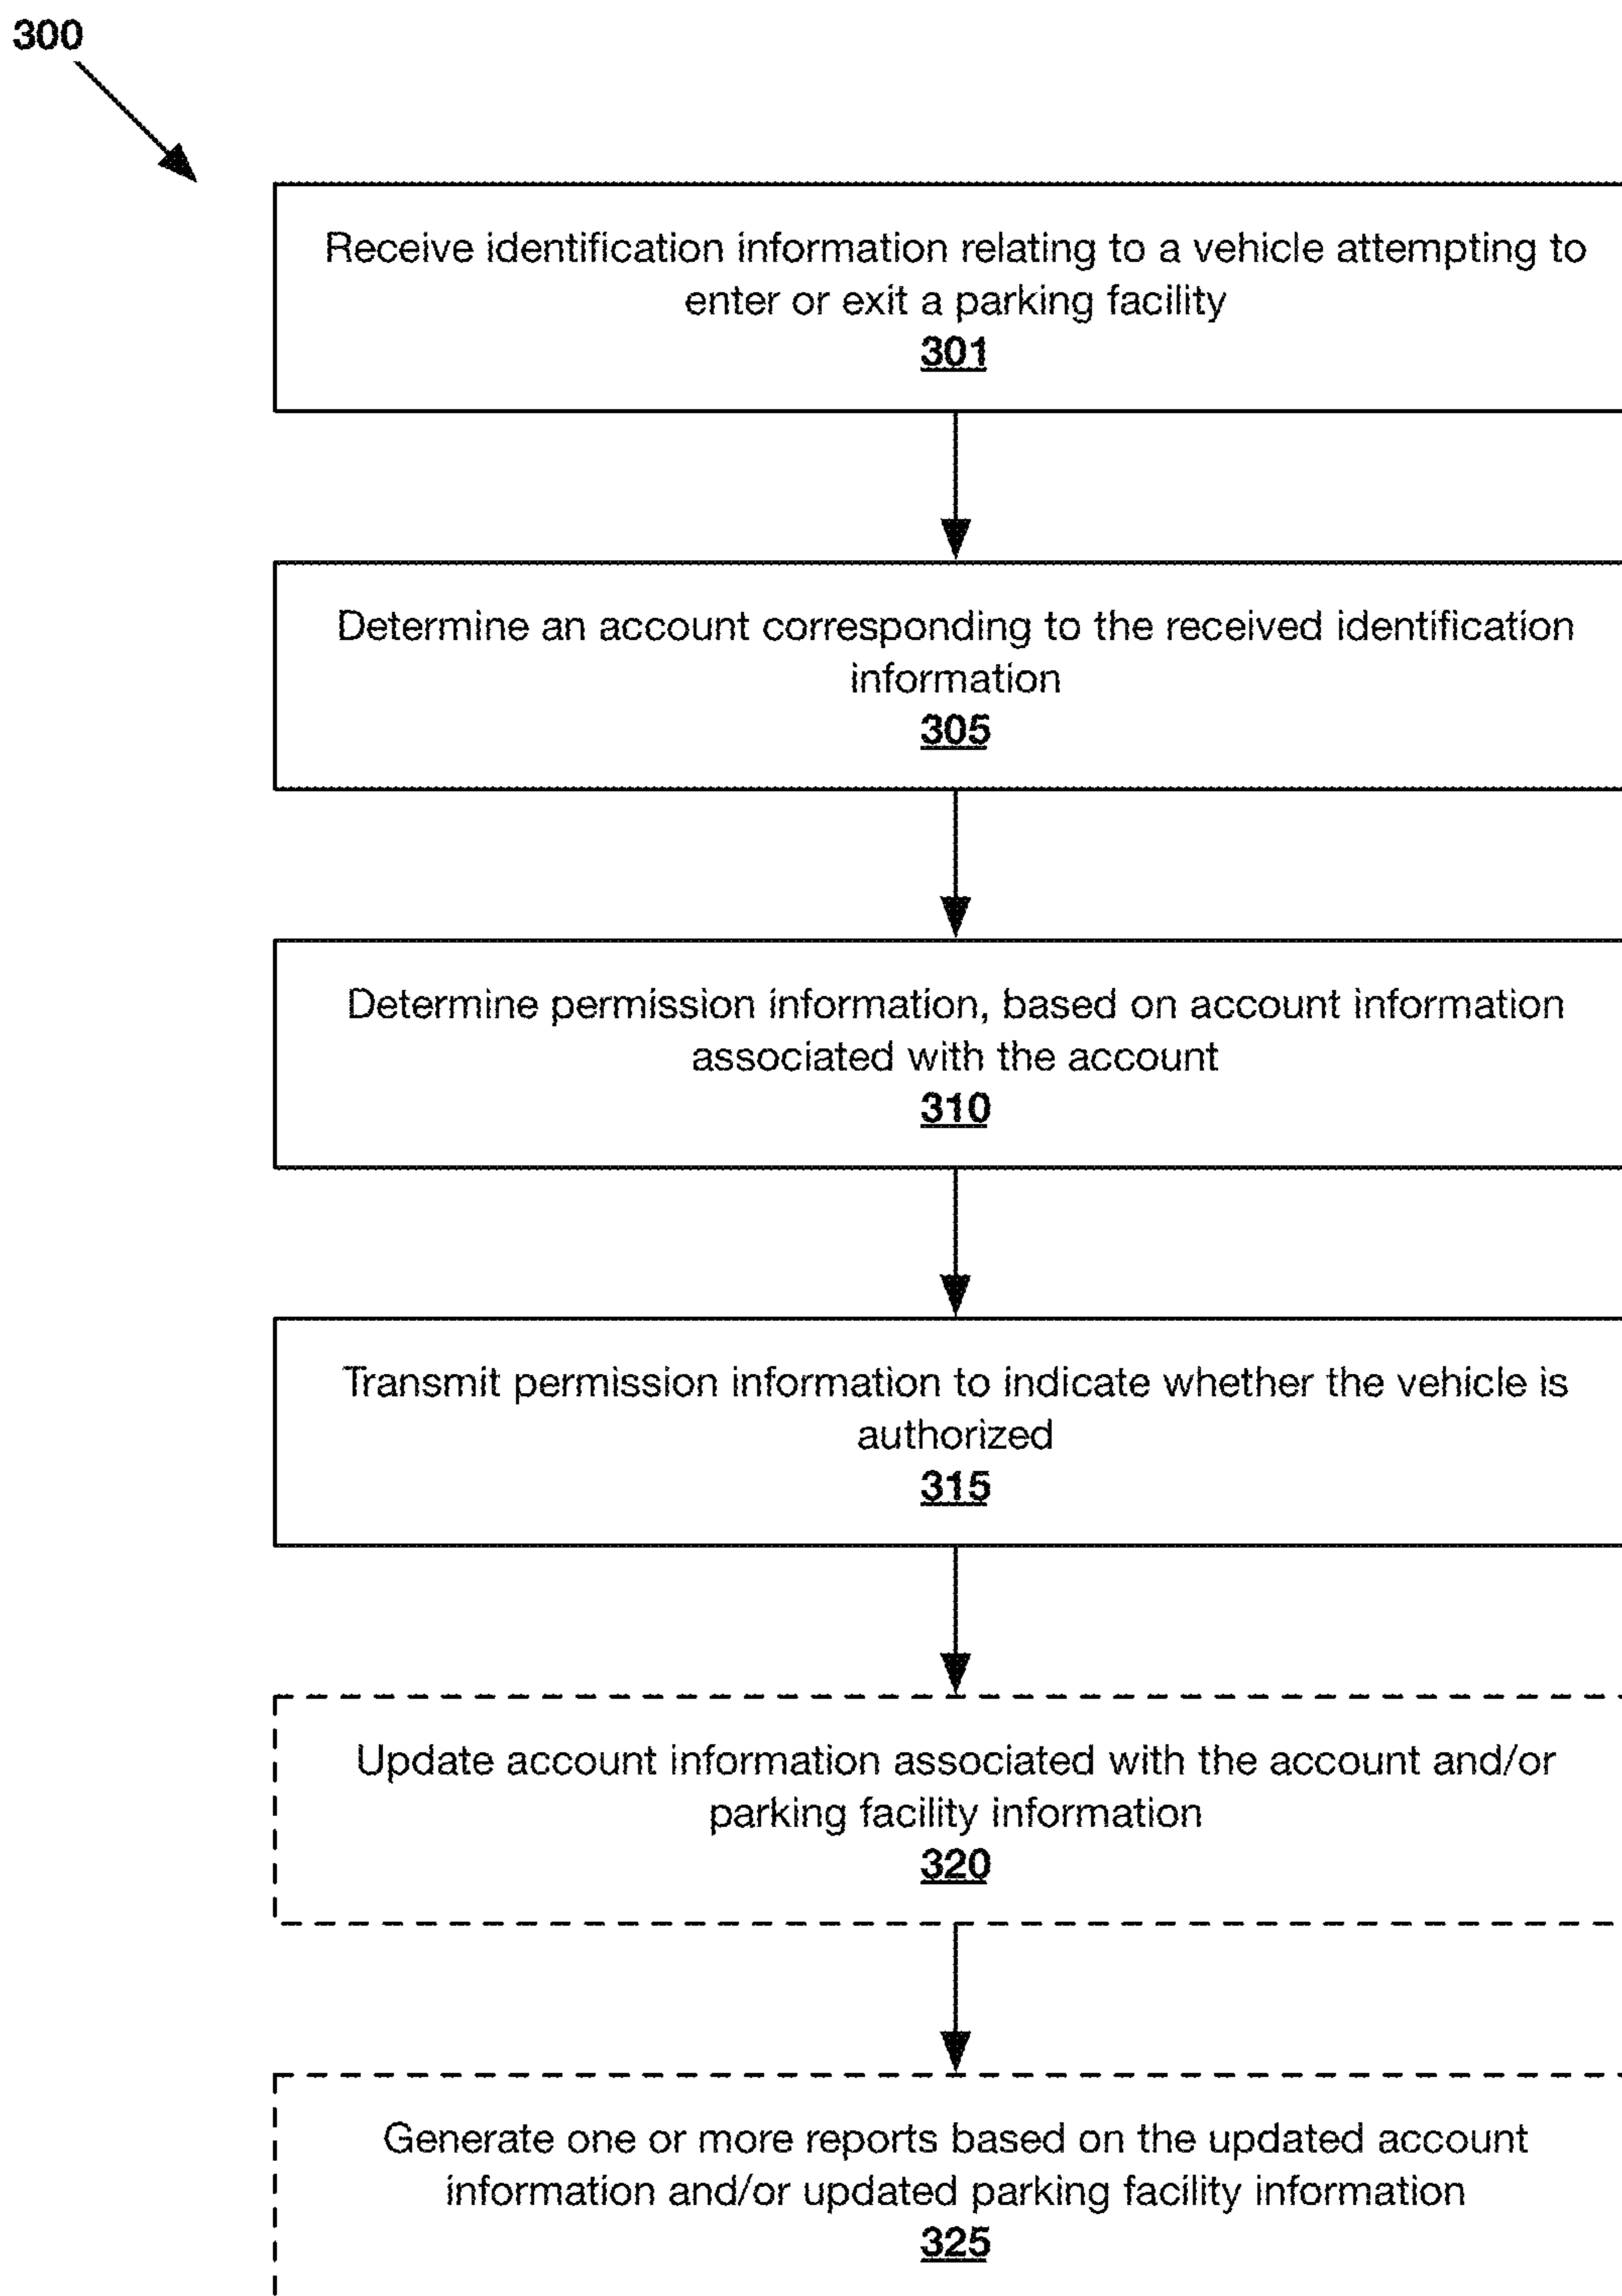 300
Receive identification information relating to a vehicle attempting to
enter or exit a parking facility
301
Determine an account corresponding to the received identification
information
305
Determine permission information, based on account information
associated with the account
310
Transmit permission information to indicate whether the vehicle is
authorized
315
Update account information associated with the account and/or
parking facility information
320
Generate one or more reports based on the updated account
information and/or updated parking facility information
325